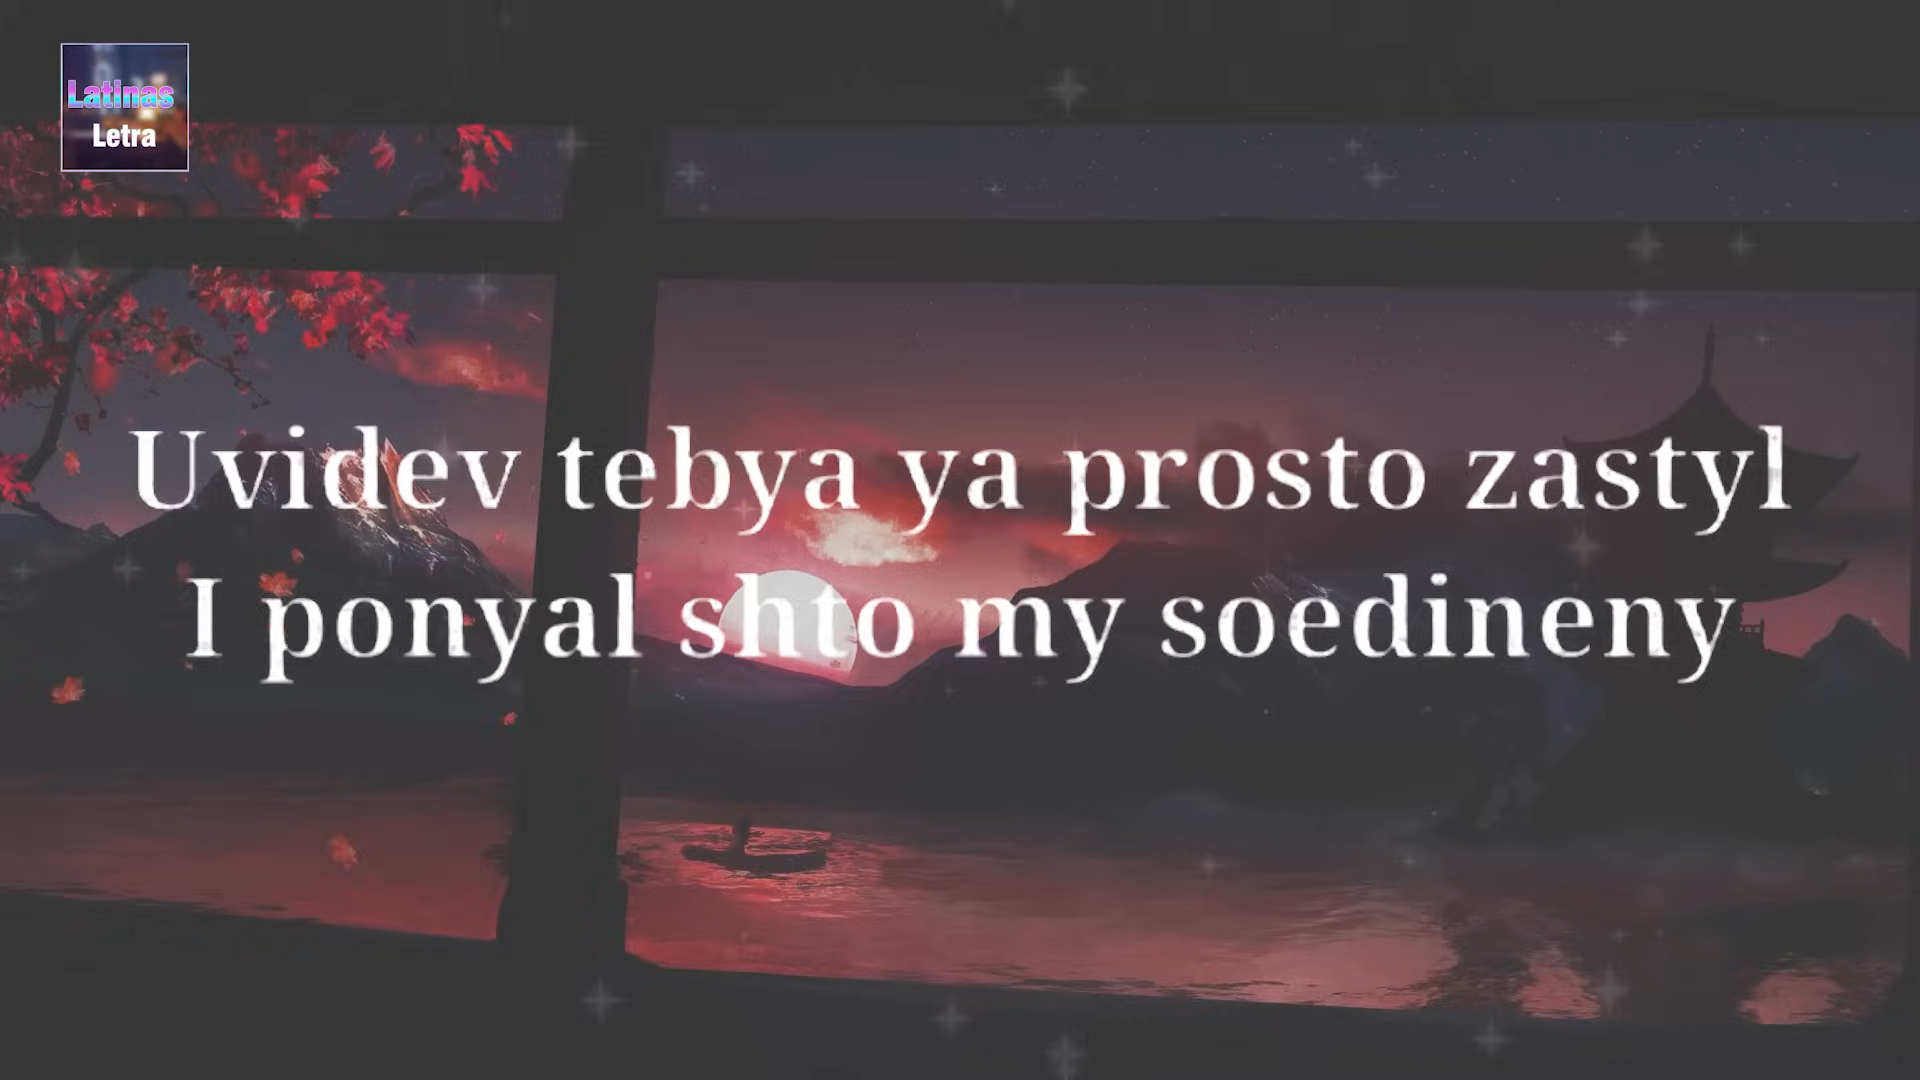 Latinas
Letra
Uvidev tebya ya prosto zastyl
I ponyal shto my soedineny